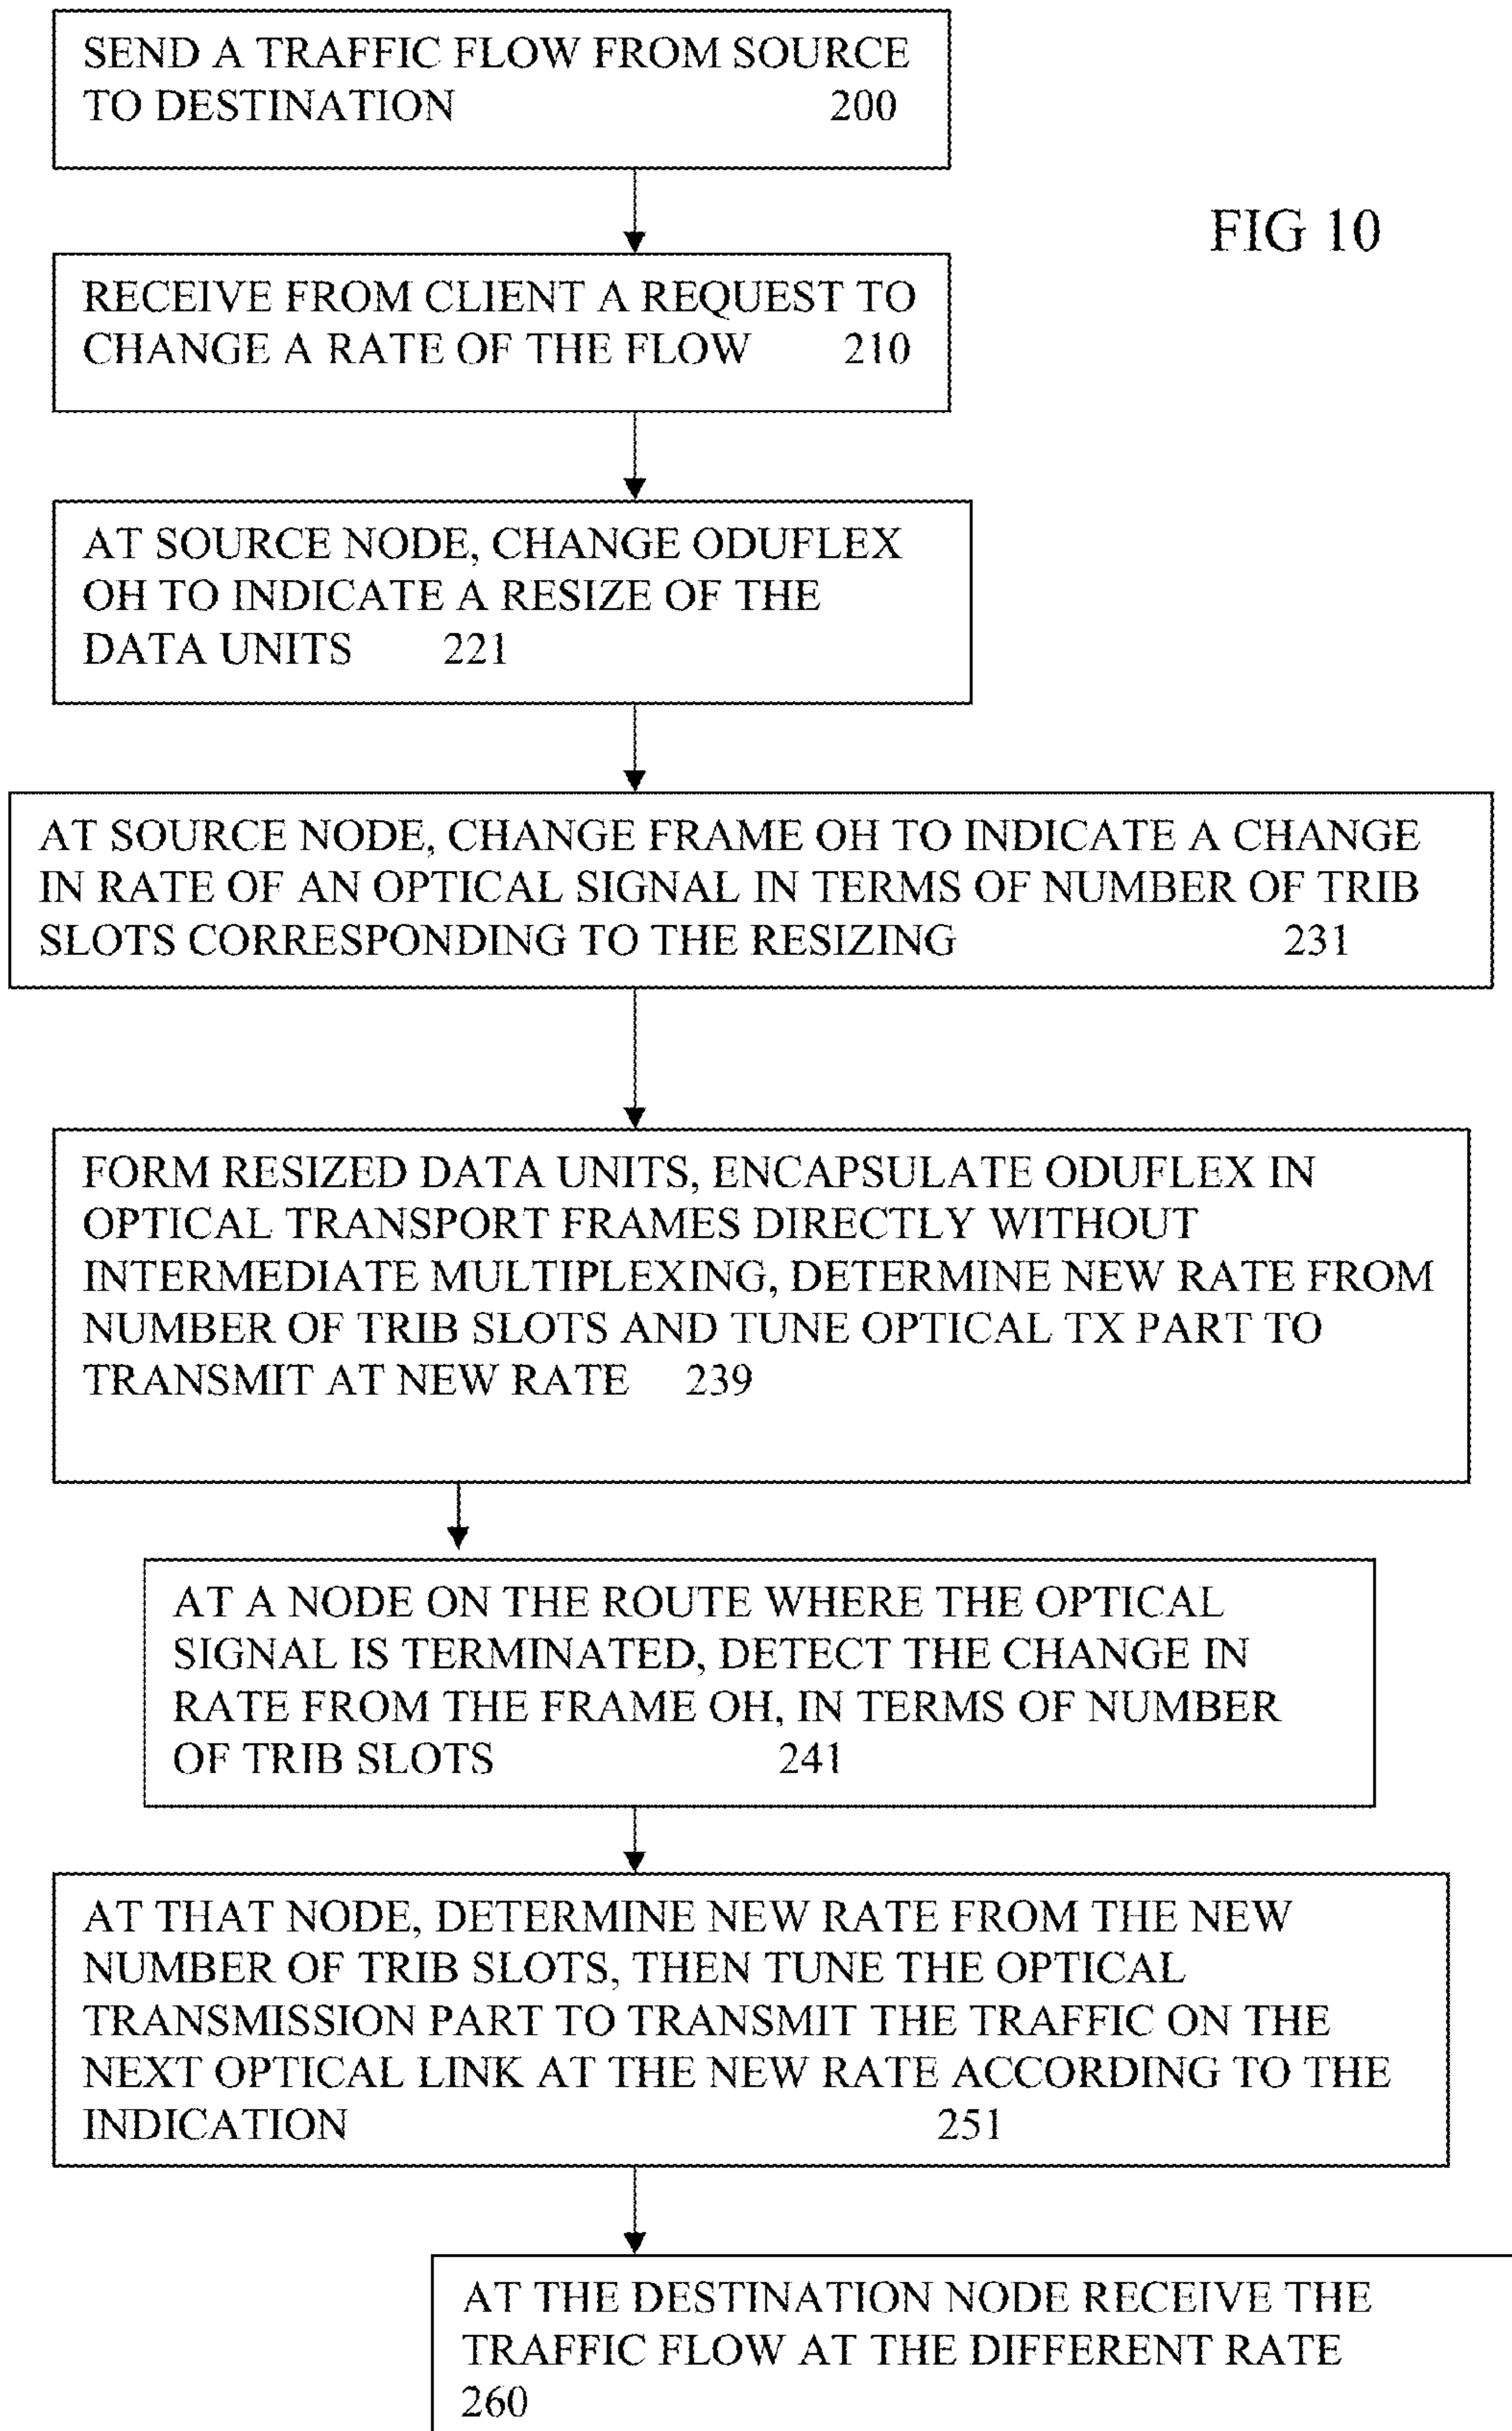 SEND A TRAFFIC FLOW FROM SOURCE
TO DESTINATION 200
FIG 10
RECEIVE FROM CLIENT A REQUEST TO
CHANGE A RATE OF THE FLOW 210
AT SOURCE NODE, CHANGE ODUFLEX
OH TO INDICATE A RESIZE OF THE
DATA UNITS 221
AT SOURCE NODE, CHANGE FRAME OH TO INDICATE A CHANGE
IN RATE OF AN OPTICAL SIGNAL IN TERMS OF NUMBER OF TRIB
SLOTS CORRESPONDING TO THE RESIZING 231
FORM RESIZED DATA UNITS, ENCAPSULATE ODUFLEX IN
OPTICAL TRANSPORT FRAMES DIRECTLY WITHOUT
INTERMEDIATE MULTIPLEXING, DETERMINE NEW RATE FROM
NUMBER OF TRIB SLOTS AND TUNE OPTICAL TX PART TO
TRANSMIT AT NEW RATE 239
AT A NODE ON THE ROUTE WHERE THE OPTICAL
SIGNAL IS TERMINATED, DETECT THE CHANGE IN
RATE FROM THE FRAME OH, IN TERMS OF NUMBER
OF TRIB SLOTS 241
AT THAT NODE, DETERMINE NEW RATE FROM THE NEW
NUMBER OF TRIB SLOTS, THEN TUNE THE OPTICAL
TRANSMISSION PART TO TRANSMIT THE TRAFFIC ON THE
NEXT OPTICAL LINK AT THE NEW RATE ACCORDING TO THE
INDICATION 251
AT THE DESTINATION NODE RECEIVE THE
TRAFFIC FLOW AT THE DIFFERENT RATE
260